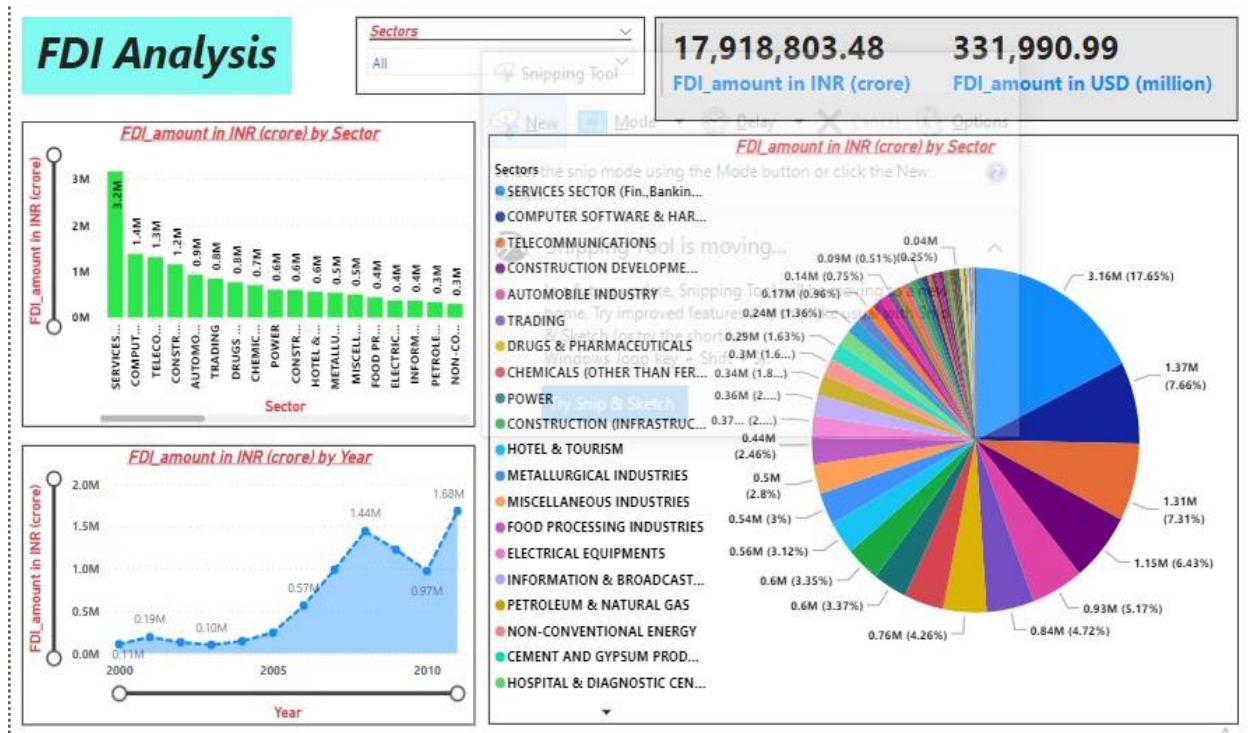 FDI Analysis
Sectors
All
17,918,803.48
331,990.99
FDI_amount in INR (crore)
FDI_amount in USD (million)
Snipping Tool
New Mode Delay Cancel Options
Select the snip mode using the Mode button or click the New
Snipping Tool is moving...
Try Snip & Sketch
FDI_amount in INR (crore) by Sector
FDI_amount in INR (crore)
3M
2M
1M
0M
3.2M
1.4M
1.3M
1.2M
0.9M
0.8M
0.8M
0.7M
0.6M
0.6M
0.6M
0.5M
0.5M
0.4M
0.4M
0.4M
0.3M
0.3M
SERVICES...
COMPUT...
TELECO...
CONSTR...
AUTOMO...
TRADING
DRUGS ...
CHEMIC...
POWER
CONSTR...
HOTEL & ...
METALLU...
MISCELL...
FOOD PR...
ELECTRIC...
INFORM...
PETROLE...
NON-CO...
Sector
FDI_amount in INR (crore) by Year
FDI_amount in INR (crore)
2.0M
1.5M
1.0M
0.5M
0.0M
0.11M
0.19M
0.10M
0.57M
1.44M
0.97M
1.68M
2000
2005
2010
Year
FDI_amount in INR (crore) by Sector
Sectors
SERVICES SECTOR (Fin.,Bankin...
COMPUTER SOFTWARE & HAR...
TELECOMMUNICATIONS
CONSTRUCTION DEVELOPME...
AUTOMOBILE INDUSTRY
TRADING
DRUGS & PHARMACEUTICALS
CHEMICALS (OTHER THAN FER...
POWER
CONSTRUCTION (INFRASTRUC...
HOTEL & TOURISM
METALLURGICAL INDUSTRIES
MISCELLANEOUS INDUSTRIES
FOOD PROCESSING INDUSTRIES
ELECTRICAL EQUIPMENTS
INFORMATION & BROADCAST...
PETROLEUM & NATURAL GAS
NON-CONVENTIONAL ENERGY
CEMENT AND GYPSUM PROD...
HOSPITAL & DIAGNOSTIC CEN...
3.16M (17.65%)
1.37M
(7.66%)
1.31M
(7.31%)
1.15M (6.43%)
0.93M (5.17%)
0.84M (4.72%)
0.76M (4.26%)
0.6M (3.37%)
0.6M (3.35%)
0.56M (3.12%)
0.54M (3%)
0.5M
(2.8%)
0.44M
(2.46%)
0.37... (2....)
0.36M (2....)
0.34M (1.8...)
0.3M (1.6...)
0.29M (1.63%)
0.24M (1.36%)
0.17M (0.96%)
0.14M (0.75%)
0.09M (0.51%)
0.04M
(0.25%)